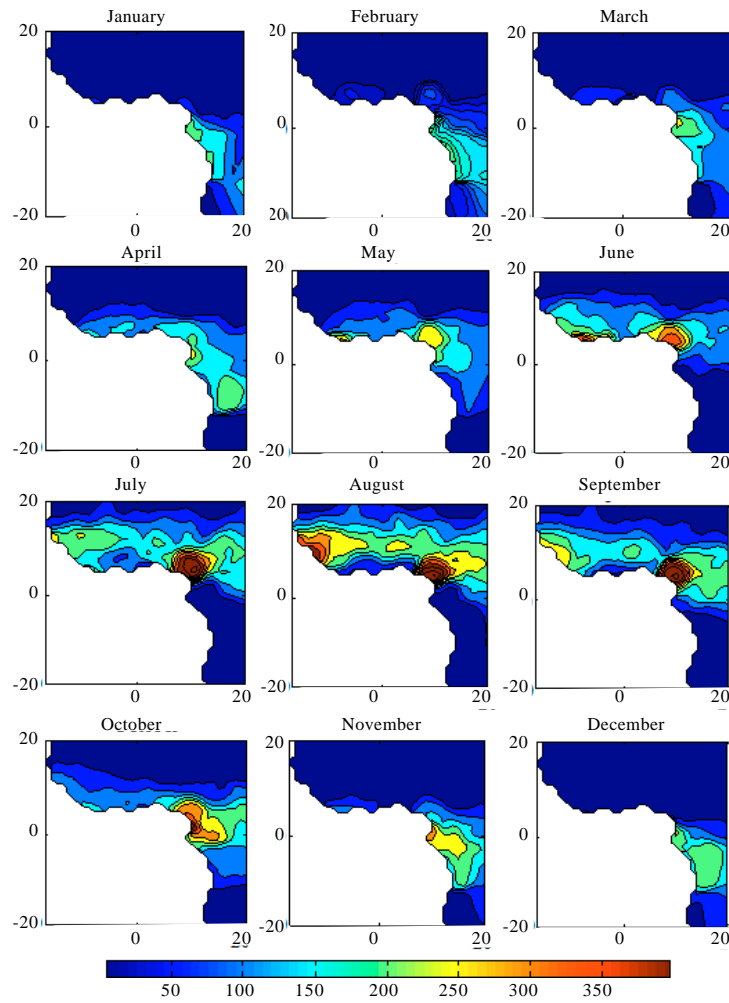 January February March
20 20 20
0 0 0
-20 -20 -20
0 20 0 20 0 20
April May June
20 20 20
0 0 0
-20 -20 -20
0 20 0 20 0 20
July August September
20 20 20
0 0 0
-20 -20 -20
0 20 0 20 0 20
October November December
20 20 20
0 0 0
-20 -20 -20
0 20 0 20 0 20
50 100 150 200 250 300 350